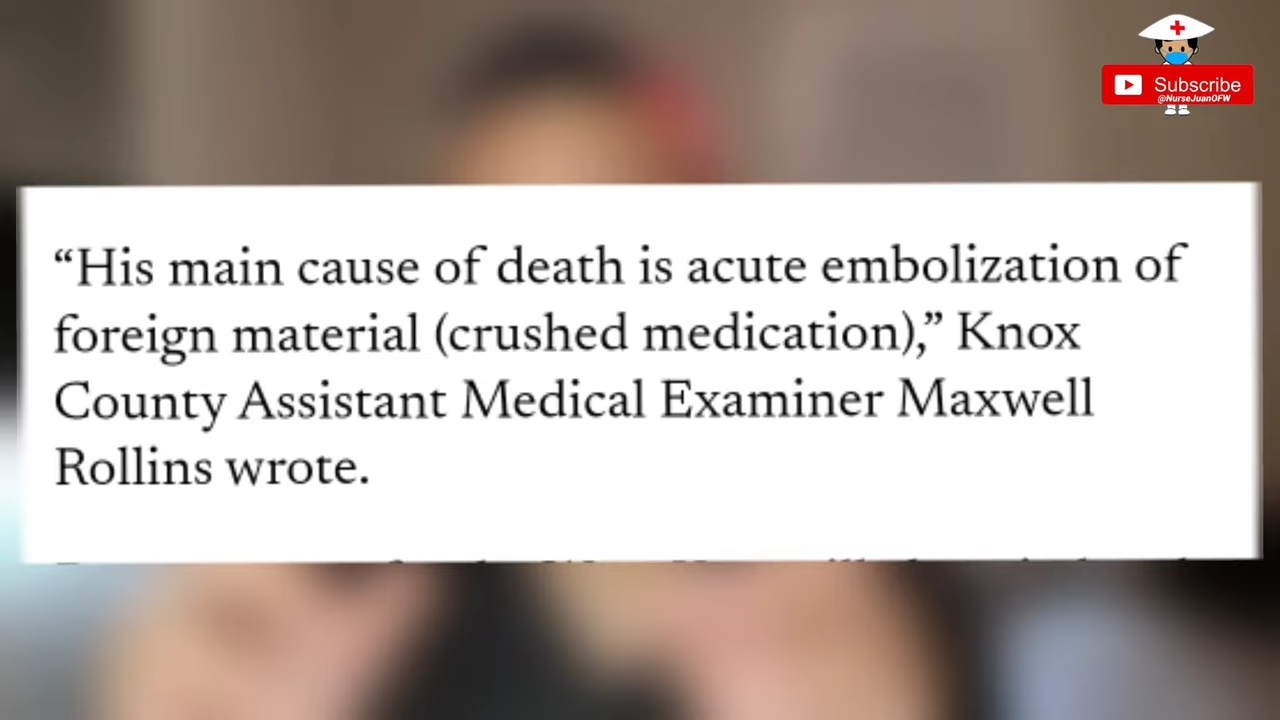 Subscribe
@NurseJuanOFW
“His main cause of death is acute embolization of
foreign material (crushed medication),” Knox
County Assistant Medical Examiner Maxwell
Rollins wrote.